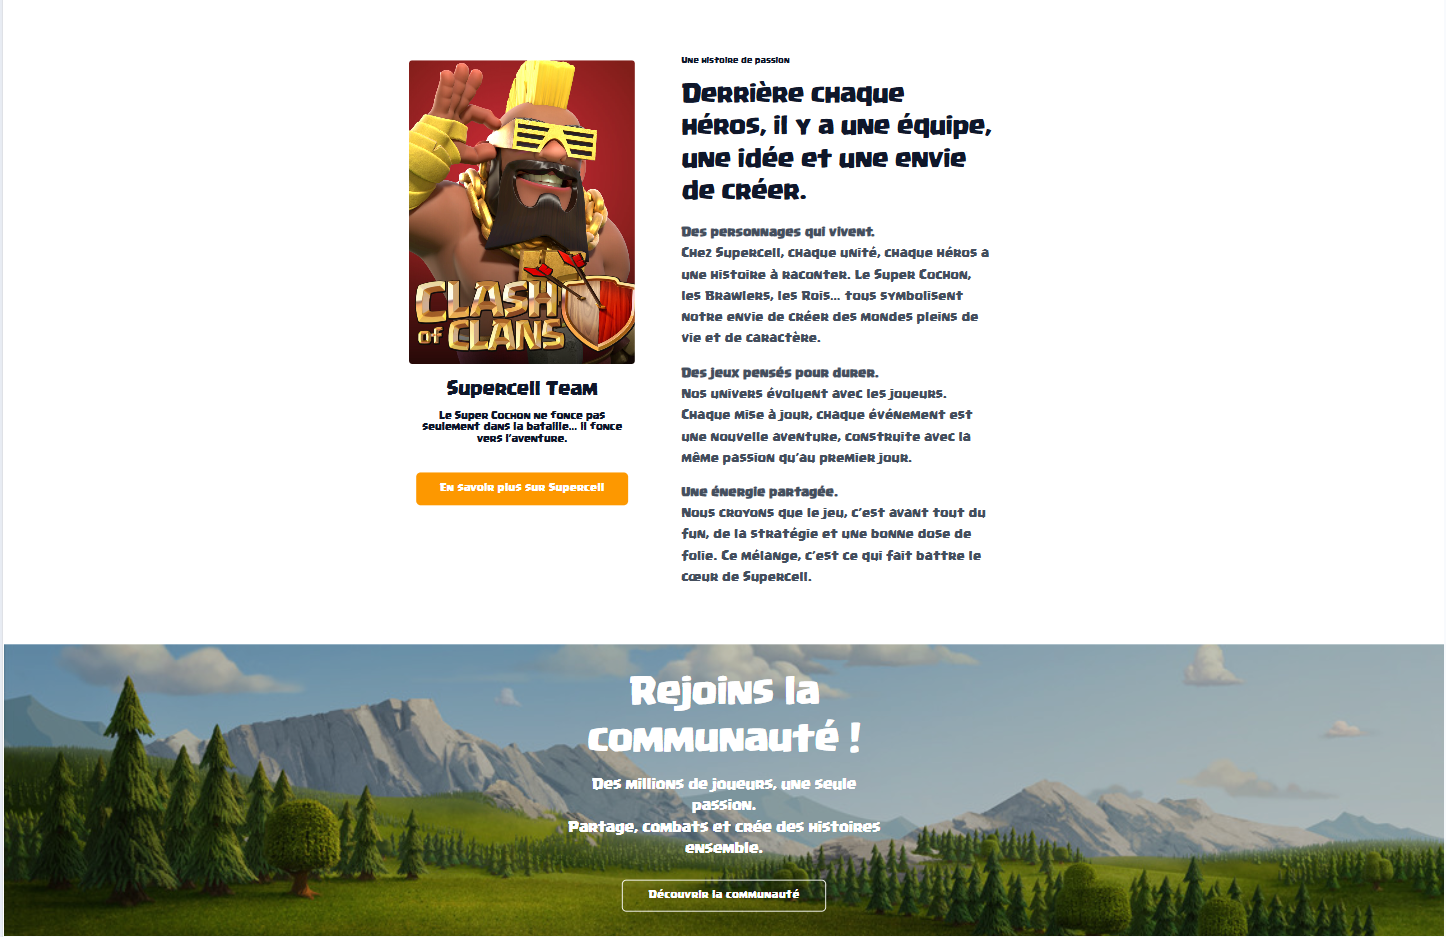 CLASH
of CLANS
Supercell Team
Le Super Cochon ne fonce pas
seulement dans la bataille... il fonce
vers l'aventure.
En savoir plus sur Supercell
Une histoire de passion
Derrière chaque
héros, il y a une équipe,
une idée et une envie
de créer.
Des personnages qui vivent.
Chez Supercell, chaque unité, chaque héros a
une histoire à raconter. Le Super Cochon,
les Brawlers, les Rois... tous symbolisent
notre envie de créer des mondes pleins de
vie et de caractère.
Des jeux pensés pour durer.
Nos univers évoluent avec les joueurs.
Chaque mise à jour, chaque événement est
une nouvelle aventure, construite avec la
même passion qu'au premier jour.
Une énergie partagée.
Nous croyons que le jeu, c'est avant tout du
fun, de la stratégie et une bonne dose de
folie. Ce mélange, c'est ce qui fait battre le
cœur de Supercell.
Rejoins la
communauté !
Des millions de joueurs, une seule
passion.
Partage, combats et crée des histoires
ensemble.
Découvrir la communauté